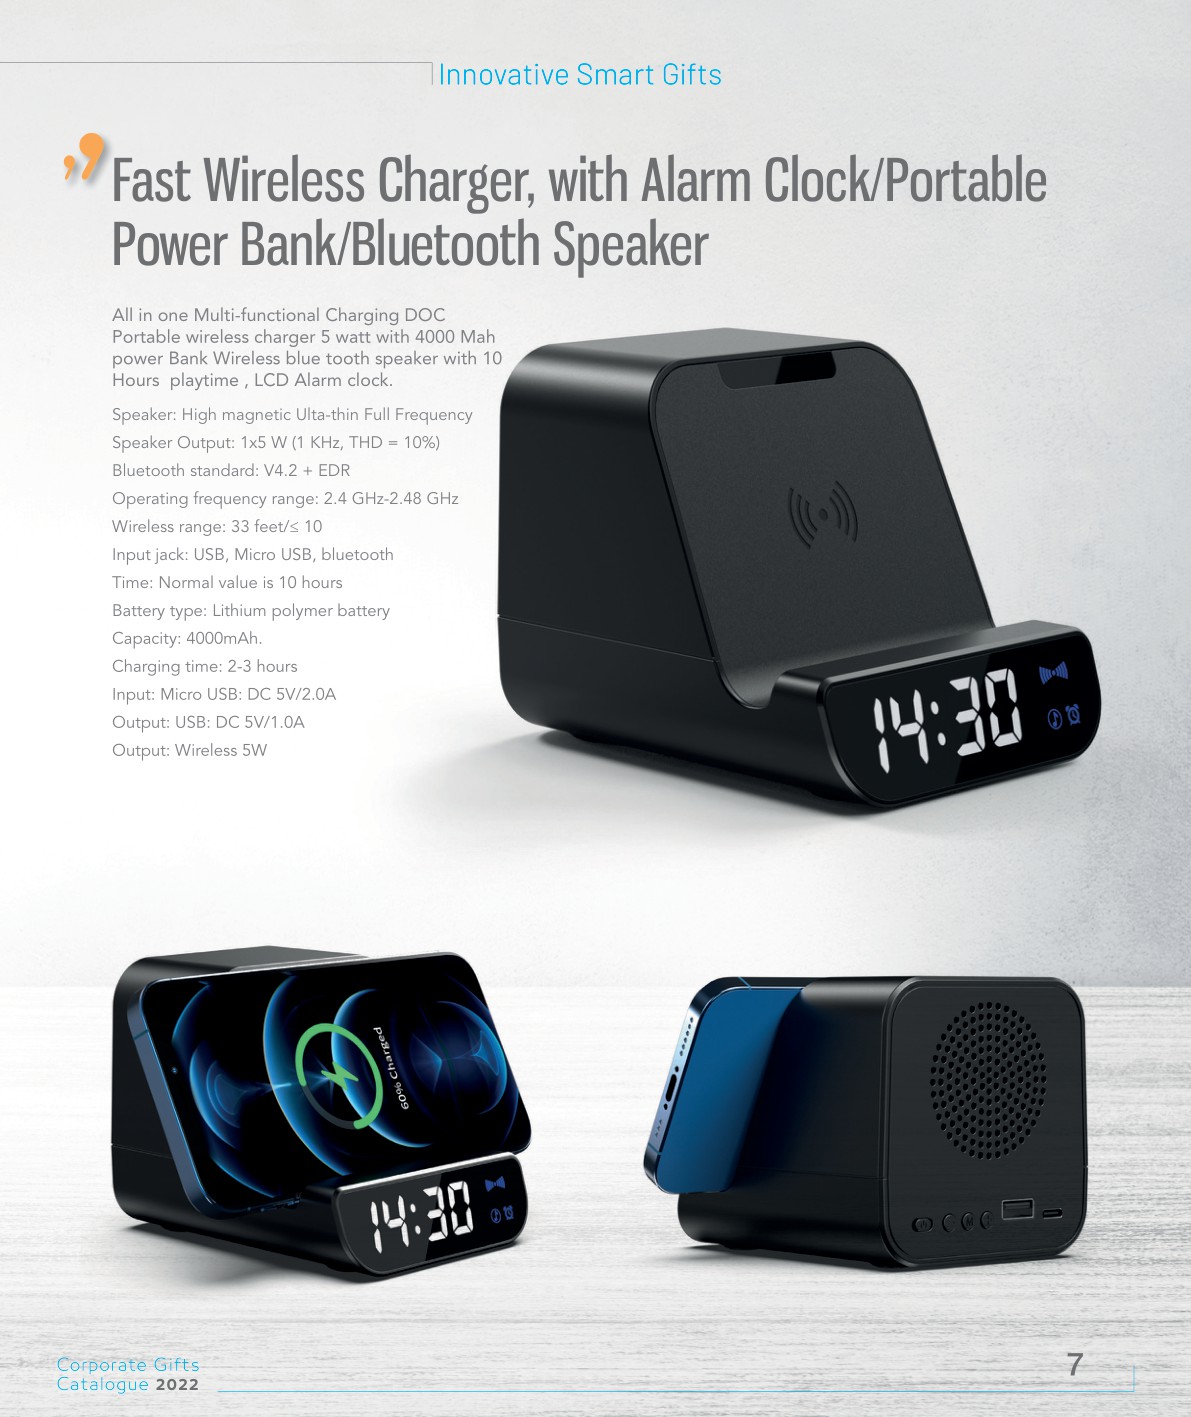 Innovative Smart Gifts
Fast Wireless Charger, with Alarm Clock/Portable
Power Bank/Bluetooth Speaker
All in one Multi-functional Charging DOC
Portable wireless charger 5 watt with 4000 Mah
power Bank Wireless blue tooth speaker with 10
Hours  playtime , LCD Alarm clock.
Speaker: High magnetic Ulta-thin Full Frequency
Speaker Output: 1x5 W (1 KHz, THD = 10%)
Bluetooth standard: V4.2 + EDR
Operating frequency range: 2.4 GHz-2.48 GHz
Wireless range: 33 feet/≤ 10
Input jack: USB, Micro USB, bluetooth
Time: Normal value is 10 hours
Battery type: Lithium polymer battery
Capacity: 4000mAh.
Charging time: 2-3 hours
Input: Micro USB: DC 5V/2.0A
Output: USB: DC 5V/1.0A
Output: Wireless 5W
14:30
60% Charged
14:30
Corporate Gifts
Catalogue 2022
7